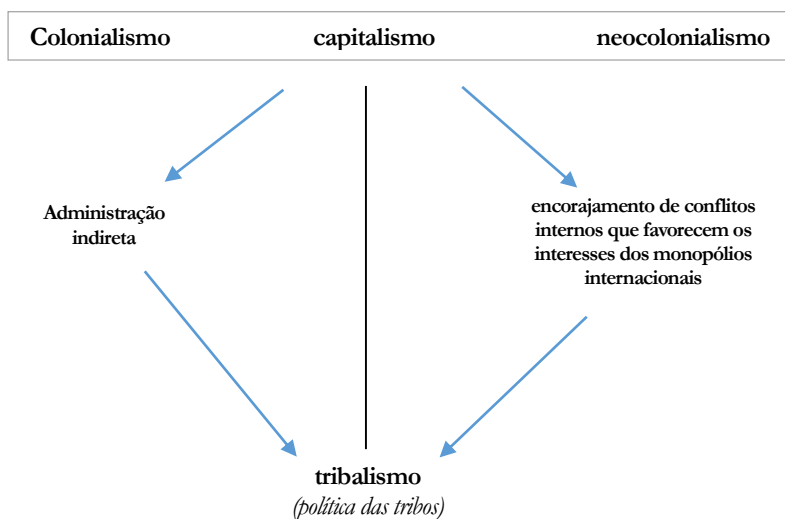 Colonialismo capitalismo neocolonialismo
Administração
indireta
encorajamento de conflitos
internos que favorecem os
interesses dos monopólios
internacionais
tribalismo
(política das tribos)